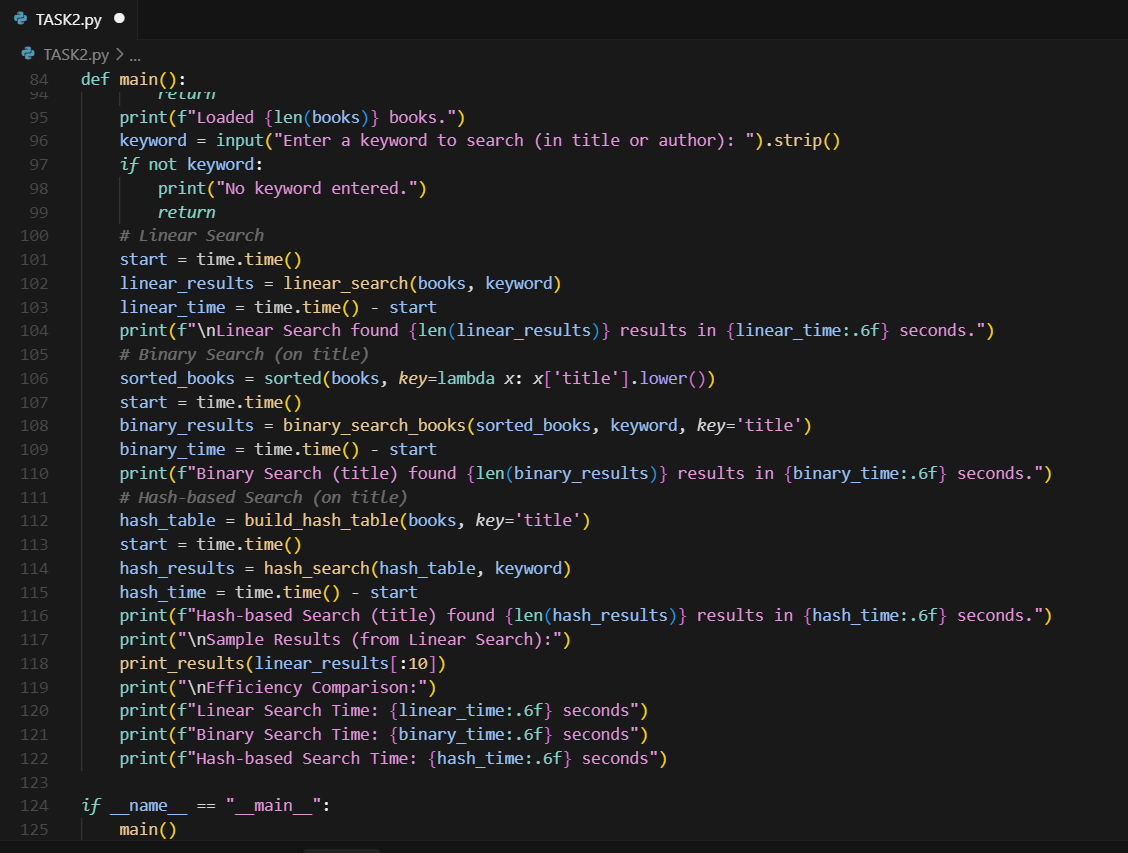 TASK2.py
TASK2.py > ...
84 def main():
94 return
95 print(f"Loaded {len(books)} books.")
96 keyword = input("Enter a keyword to search (in title or author): ").strip()
97 if not keyword:
98 print("No keyword entered.")
99 return
100 # Linear Search
101 start = time.time()
102 linear_results = linear_search(books, keyword)
103 linear_time = time.time() - start
104 print(f"\nLinear Search found {len(linear_results)} results in {linear_time:.6f} seconds.")
105 # Binary Search (on title)
106 sorted_books = sorted(books, key=lambda x: x['title'].lower())
107 start = time.time()
108 binary_results = binary_search_books(sorted_books, keyword, key='title')
109 binary_time = time.time() - start
110 print(f"Binary Search (title) found {len(binary_results)} results in {binary_time:.6f} seconds.")
111 # Hash-based Search (on title)
112 hash_table = build_hash_table(books, key='title')
113 start = time.time()
114 hash_results = hash_search(hash_table, keyword)
115 hash_time = time.time() - start
116 print(f"Hash-based Search (title) found {len(hash_results)} results in {hash_time:.6f} seconds.")
117 print("\nSample Results (from Linear Search):")
118 print_results(linear_results[:10])
119 print("\nEfficiency Comparison:")
120 print(f"Linear Search Time: {linear_time:.6f} seconds")
121 print(f"Binary Search Time: {binary_time:.6f} seconds")
122 print(f"Hash-based Search Time: {hash_time:.6f} seconds")
123
124 if __name__ == "__main__":
125 main()